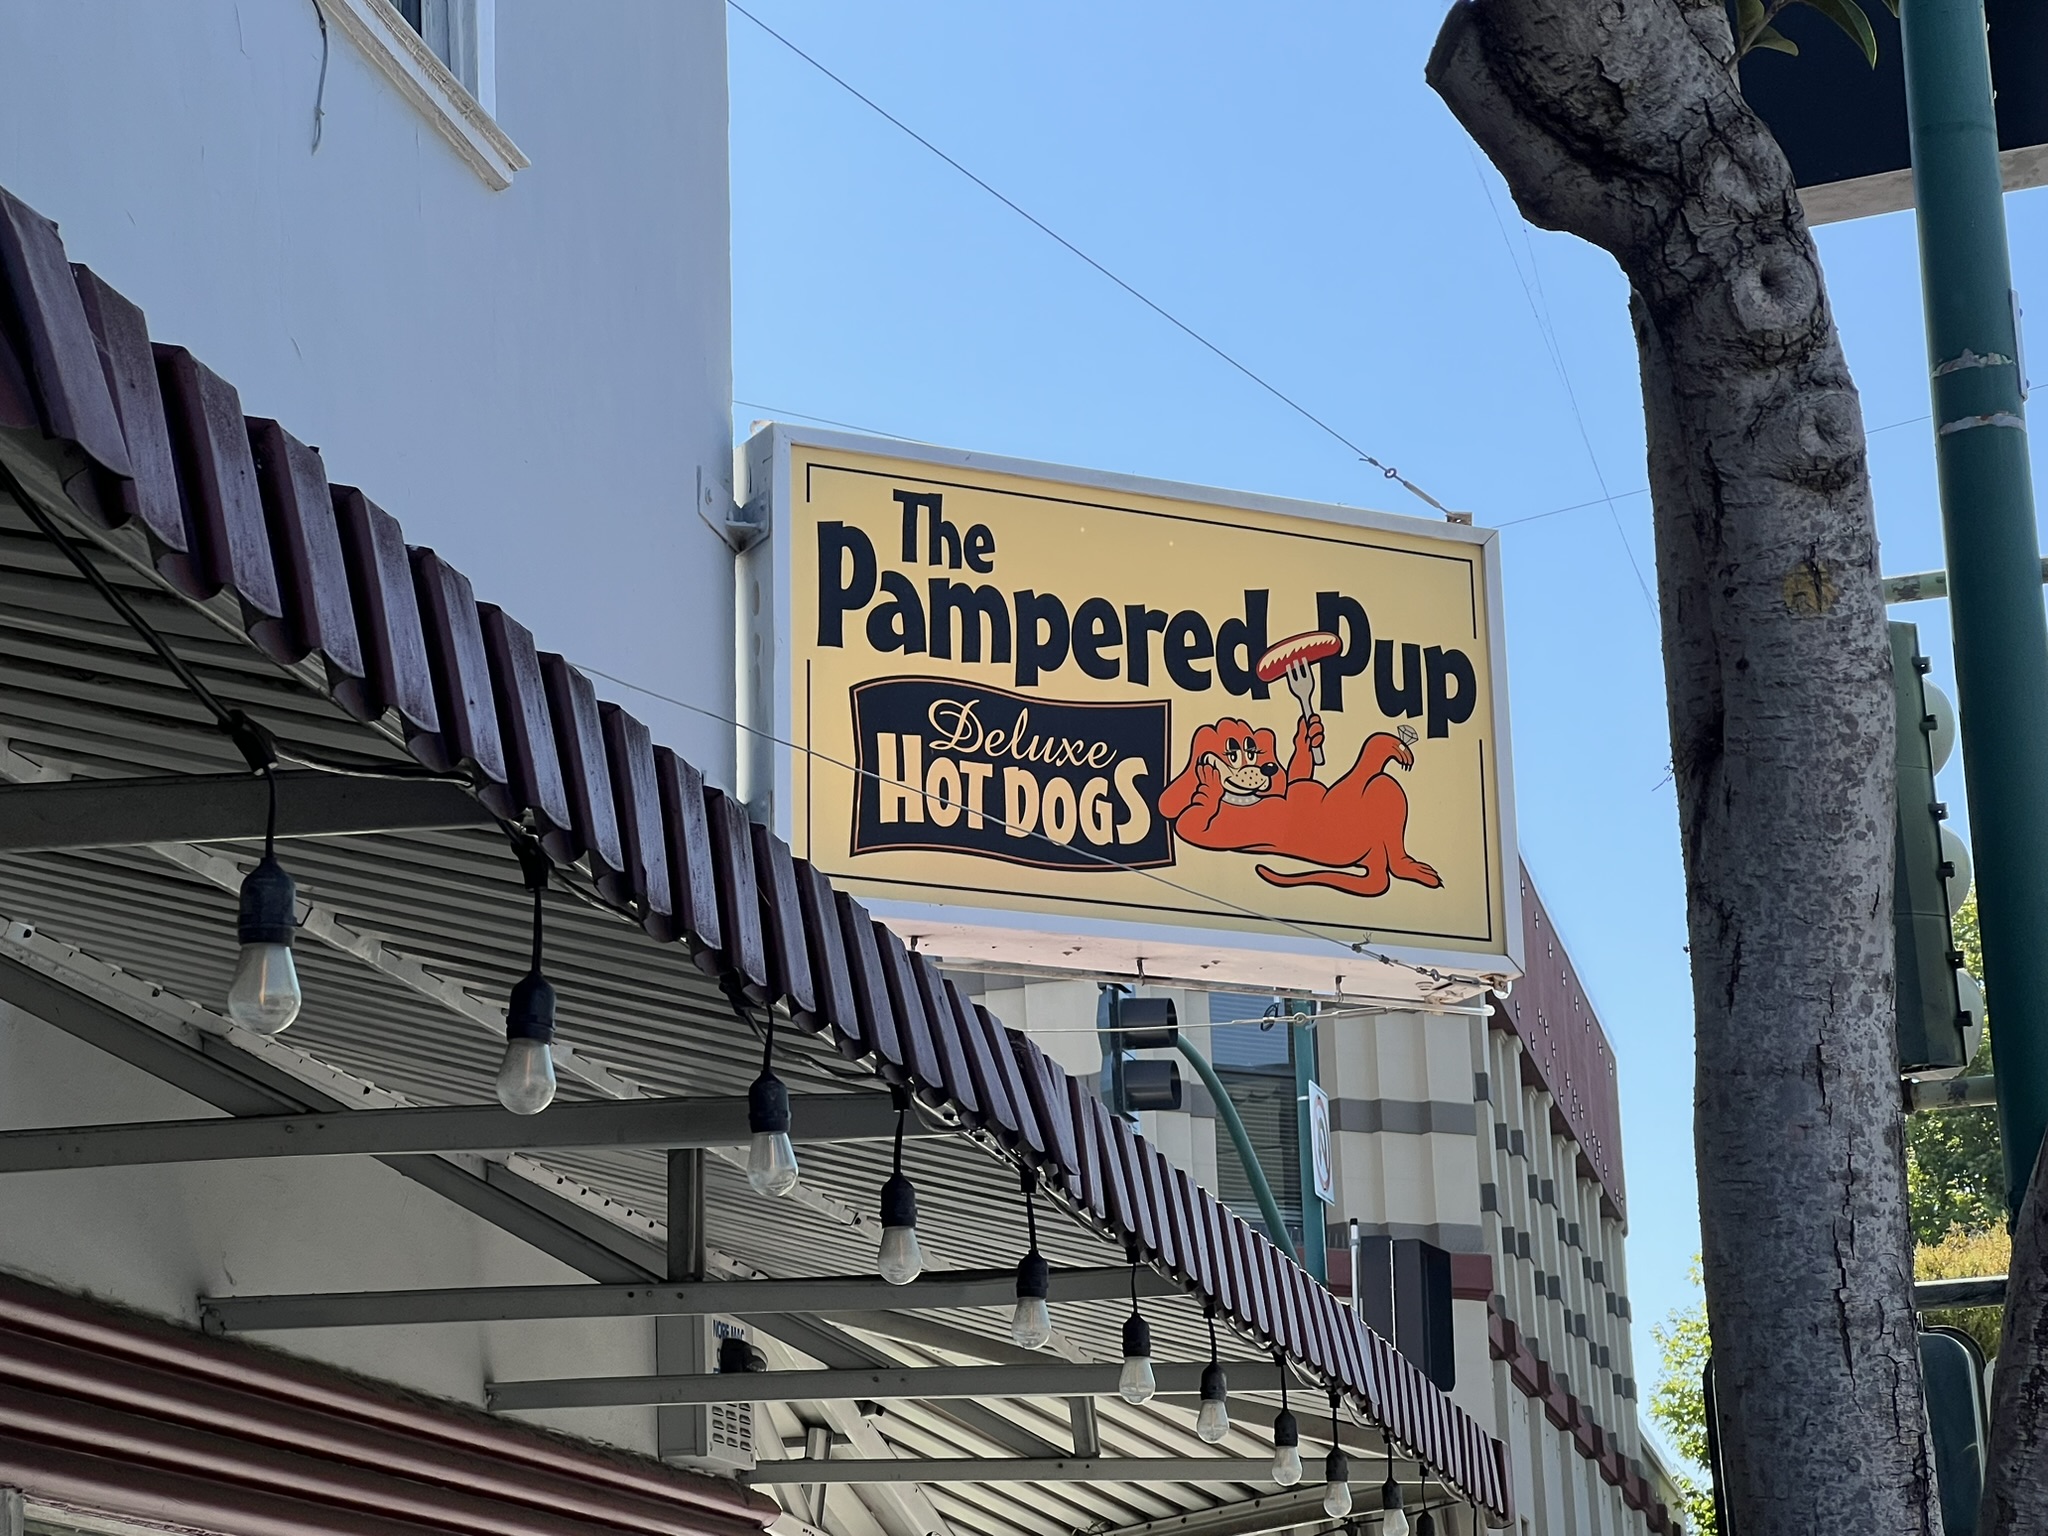 The
Pampered Pup
Deluxe
HOT DOGS